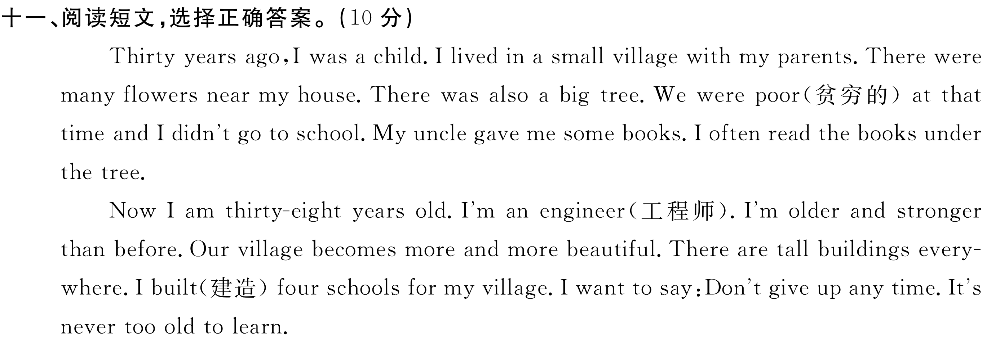 十一、阅读短文,选择正确答案。(10 分)
Thirty years ago,I was a child. I lived in a small village with my parents. There were
many flowers near my house. There was also a big tree. We were poor(贫穷的) at that
time and I didn't go to school. My uncle gave me some books. I often read the books under
the tree.
Now I am thirty-eight years old. I'm an engineer(工程师). I'm older and stronger
than before. Our village becomes more and more beautiful. There are tall buildings every-
where. I built(建造) four schools for my village. I want to say:Don't give up any time. It's
never too old to learn.